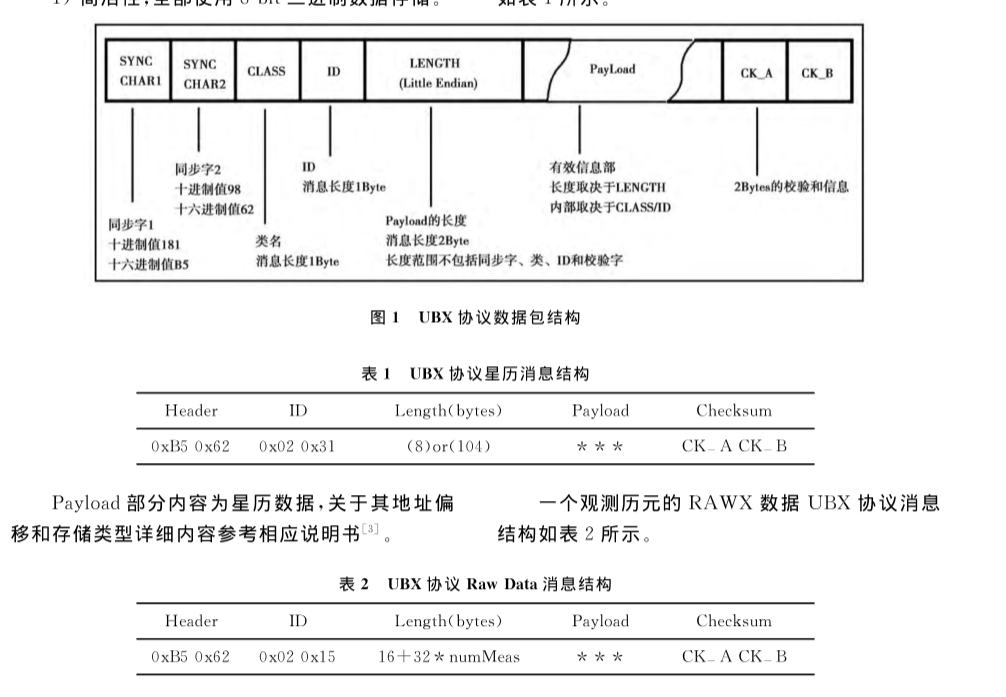 1) 高活性,全部使用 8 bit 二进制数据存储。
如表 1 所示。
SYNC
CHAR1
SYNC
CHAR2
CLASS
ID
LENGTH
(Little Endian)
PayLoad
CK_A
CK_B
同步字1
十进制值181
十六进制值B5
同步字2
十进制值98
十六进制值62
类名
消息长度1Byte
ID
消息长度1Byte
Payload的长度
消息长度2Byte
长度范围不包括同步字、类、ID和校验字
有效信息部
长度取决于LENGTH
内部取决于CLASS/ID
2Bytes的校验和信息
图 1 UBX 协议数据包结构
表 1 UBX 协议星历消息结构
Header ID Length(bytes) Payload Checksum
0xB5 0x62 0x02 0x31 (8)or(104) *** CK_A CK_B
Payload 部分内容为星历数据,关于其地址偏
移和存储类型详细内容参考相应说明书[3]。
一个观测历元的 RAWX 数据 UBX 协议消息
结构如表 2 所示。
表 2 UBX 协议 Raw Data 消息结构
Header ID Length(bytes) Payload Checksum
0xB5 0x62 0x02 0x15 16+32*numMeas *** CK_A CK_B